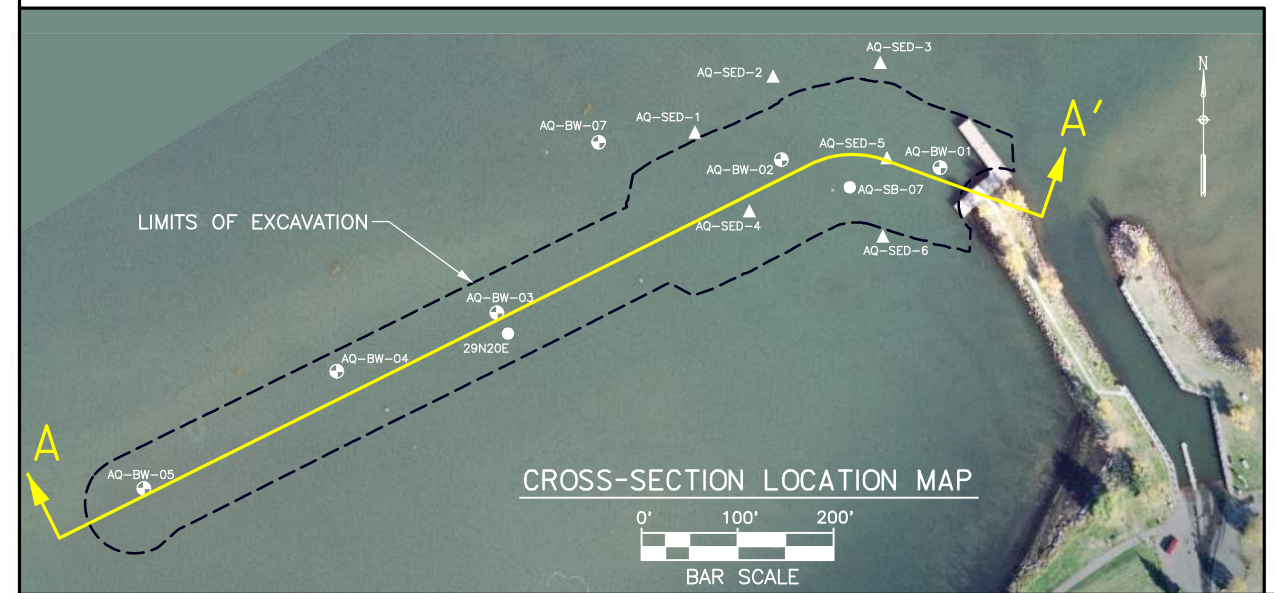 AQ-SED-3
AQ-SED-2
N
AQ-SED-1
AQ-BW-07
A'
AQ-SED-5
AQ-BW-01
AQ-BW-02
AQ-SB-07
LIMITS OF EXCAVATION
AQ-SED-4
AQ-SED-6
AQ-BW-03
29N20E
AQ-BW-04
A
AQ-BW-05
CROSS-SECTION LOCATION MAP
0' 100' 200'
BAR SCALE